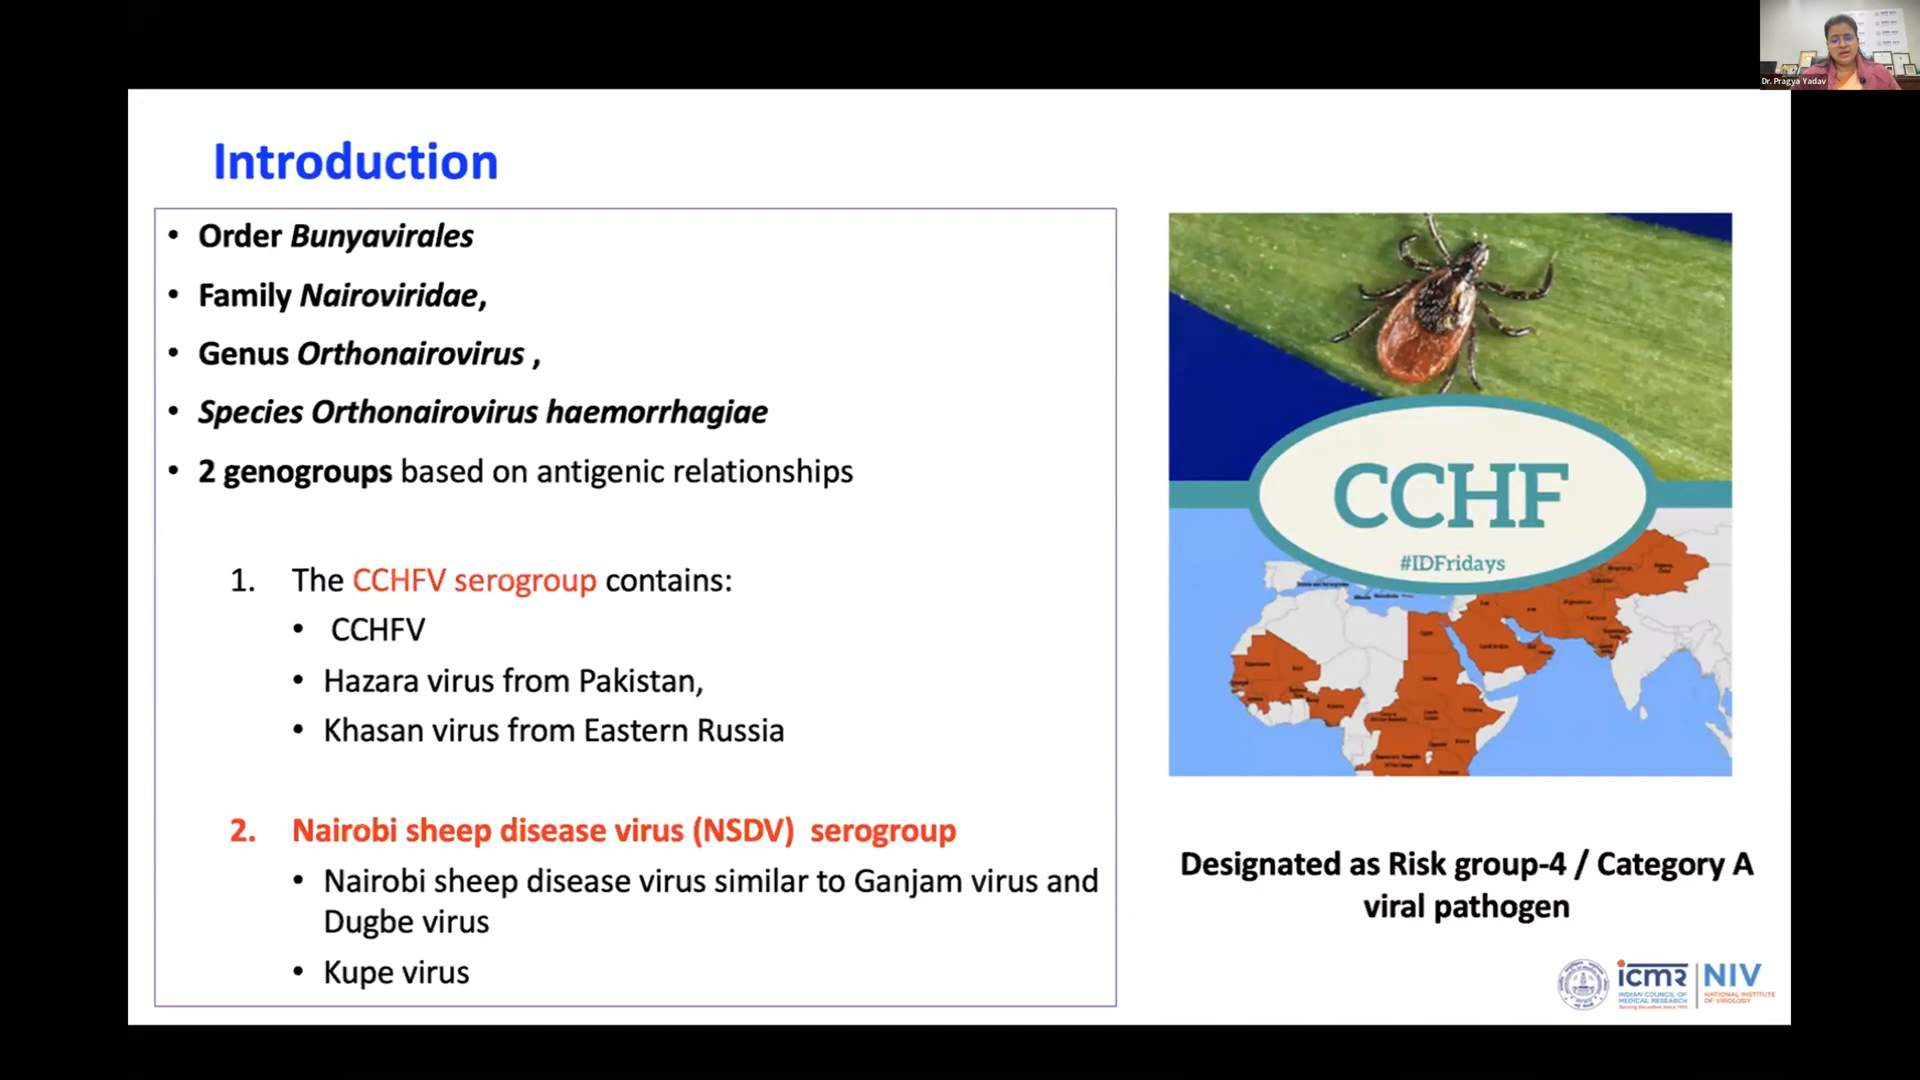 Dr. Pragya Yadav
Introduction
• Order Bunyavirales
• Family Nairoviridae,
• Genus Orthonairovirus ,
• Species Orthonairovirus haemorrhagiae
• 2 genogroups based on antigenic relationships
1. The CCHFV serogroup contains:
• CCHFV
• Hazara virus from Pakistan,
• Khasan virus from Eastern Russia
2. Nairobi sheep disease virus (NSDV) serogroup
• Nairobi sheep disease virus similar to Ganjam virus and
Dugbe virus
• Kupe virus
CCHF
#IDFridays
Designated as Risk group-4 / Category A
viral pathogen
icmr
INDIAN COUNCIL OF
MEDICAL RESEARCH
NIV
NATIONAL INSTITUTE
OF VIROLOGY